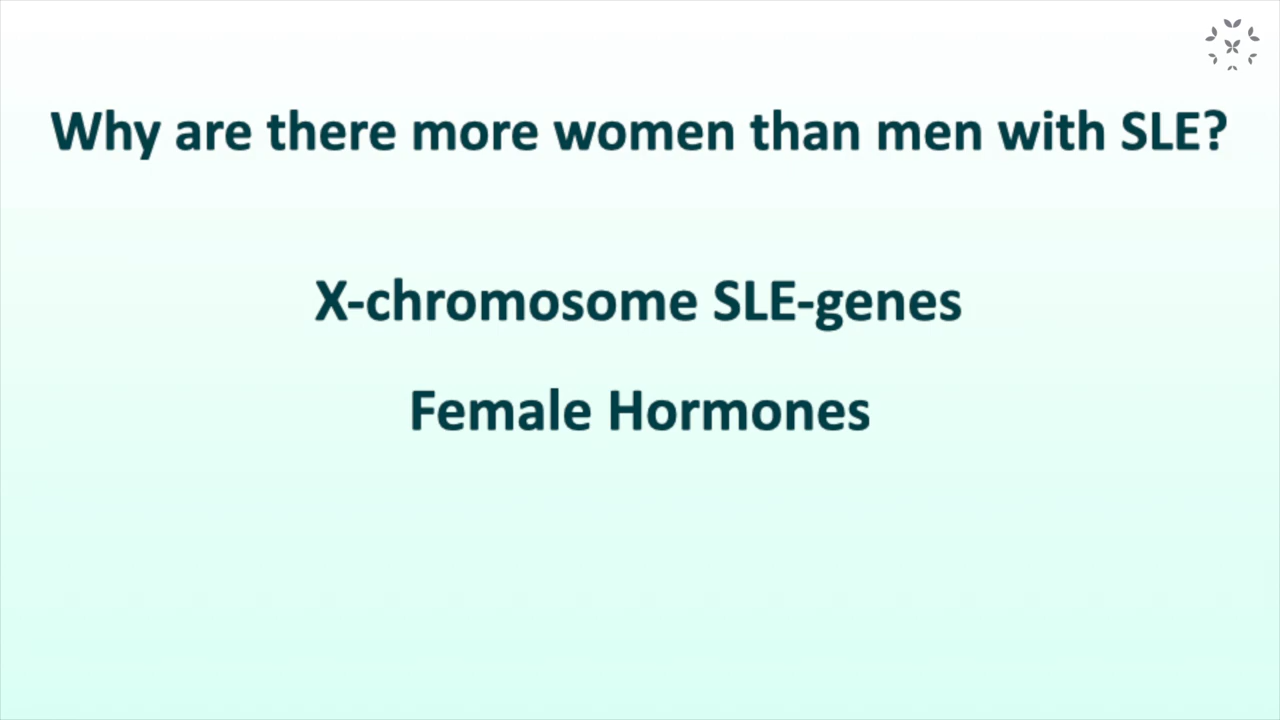 Why are there more women than men with SLE?
X-chromosome SLE-genes
Female Hormones